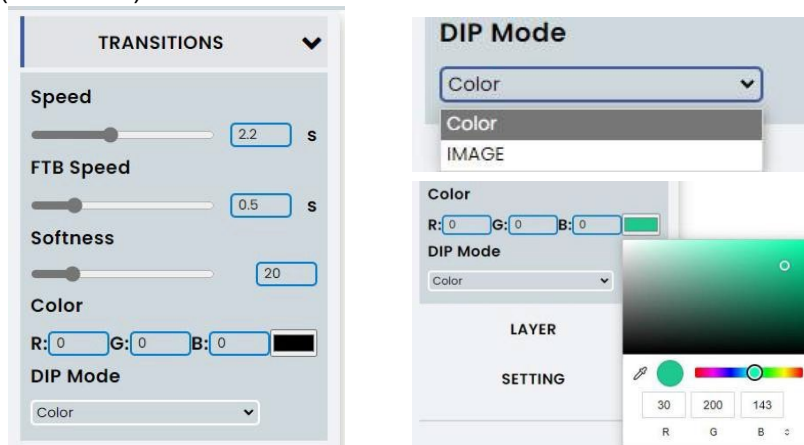 TRANSITIONS
Speed
2.2 s
FTB Speed
0.5 s
Softness
20
Color
R: 0 G: 0 B: 0
DIP Mode
Color
DIP Mode
Color
Color
IMAGE
Color
R: 0 G: 0 B: 0
DIP Mode
Color
LAYER
SETTING
30 200 143
R G B